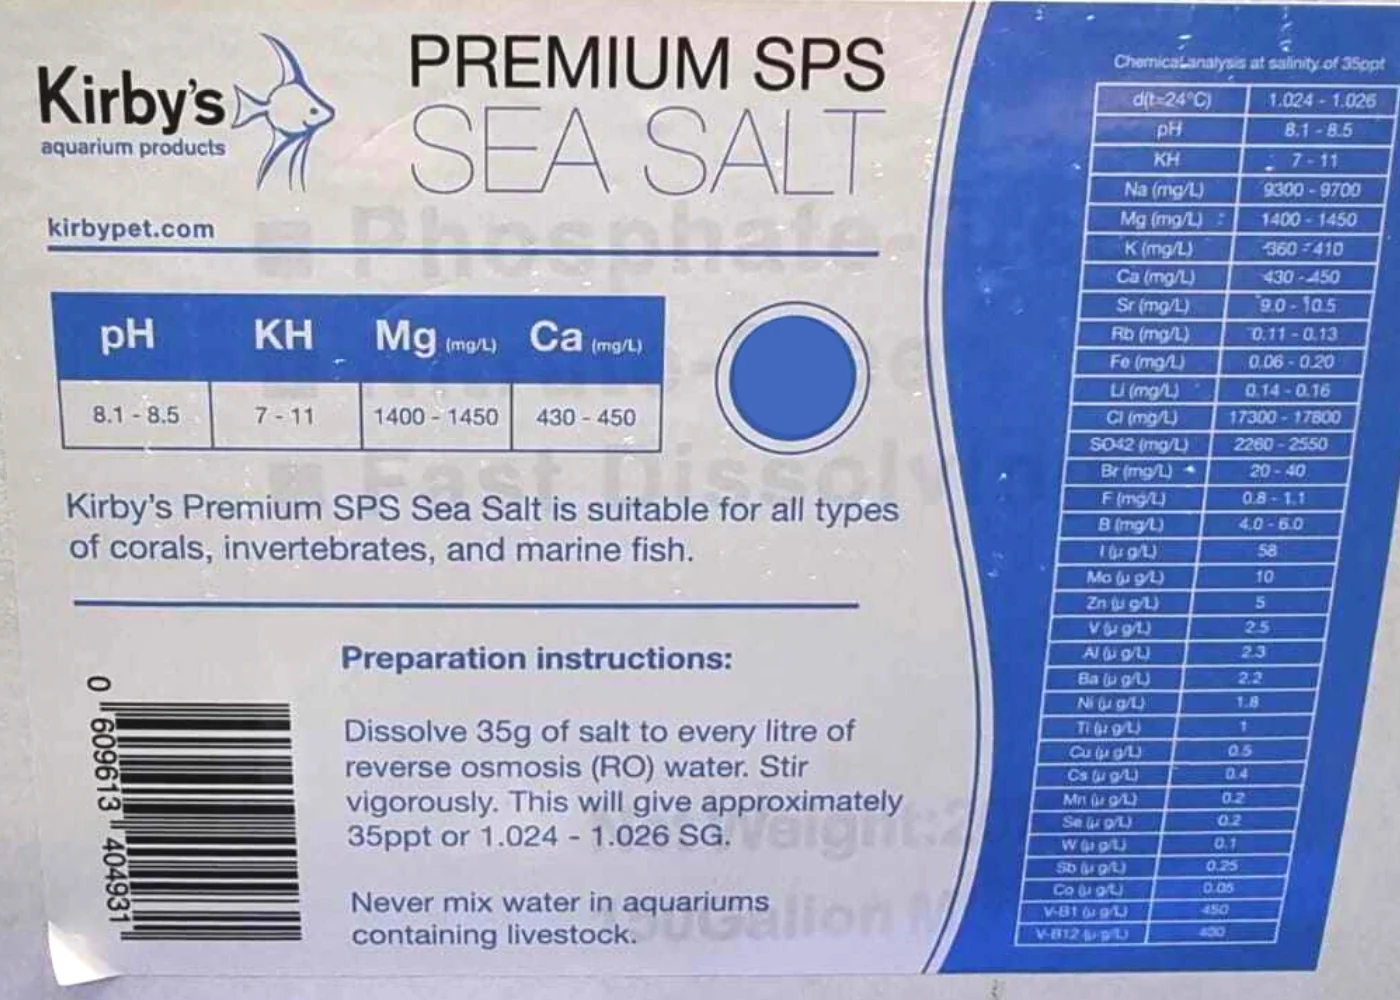 Kirby's
aquarium products
kirbypet.com
PREMIUM SPS
SEA SALT
pH KH Mg (mg/L) Ca (mg/L)
8.1 - 8.5 7 - 11 1400 - 1450 430 - 450
Kirby's Premium SPS Sea Salt is suitable for all types
of corals, invertebrates, and marine fish.
Preparation instructions:
Dissolve 35g of salt to every litre of
reverse osmosis (RO) water. Stir
vigorously. This will give approximately
35ppt or 1.024 - 1.026 SG.
Never mix water in aquariums
containing livestock.
0 609613 404931
Chemical analysis at salinity of 35ppt
d(t=24°C) 1.024 - 1.026
pH 8.1 - 8.5
KH 7 - 11
Na (mg/L) 9300 - 9700
Mg (mg/L) 1400 - 1450
K (mg/L) 360 - 410
Ca (mg/L) 430 - 450
Sr (mg/L) 9.0 - 10.5
Rb (mg/L) 0.11 - 0.13
Fe (mg/L) 0.06 - 0.20
Li (mg/L) 0.14 - 0.16
Cl (mg/L) 17300 - 17800
SO42 (mg/L) 2260 - 2550
Br (mg/L) 20 - 40
F (mg/L) 0.8 - 1.1
B (mg/L) 4.0 - 6.0
I (µ g/L) 58
Mo (µ g/L) 10
Zn (µ g/L) 5
V (µ g/L) 2.5
Al (µ g/L) 2.3
Ba (µ g/L) 2.2
Ni (µ g/L) 1.8
Ti (µ g/L) 1
Cu (µ g/L) 0.5
Cs (µ g/L) 0.4
Mn (µ g/L) 0.2
Se (µ g/L) 0.2
W (µ g/L) 0.1
Sb (µ g/L) 0.25
Co (µ g/L) 0.05
V-B1 (µ g/L) 450
V-B12 (µ g/L) 400
Phosphate-
Fast Dissolv
Net Weight:2
Gallon